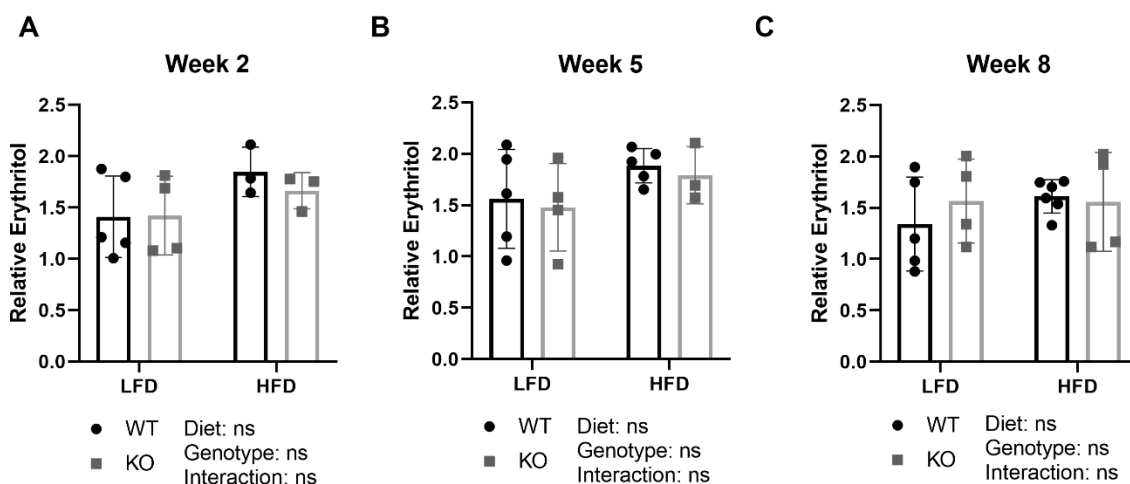 A
Week 2
Relative Erythritol
2.5
2.0
1.5
1.0
0.5
0.0
LFD
HFD
WT
KO
Diet: ns
Genotype: ns
Interaction: ns
B
Week 5
Relative Erythritol
2.5
2.0
1.5
1.0
0.5
0.0
LFD
HFD
WT
KO
Diet: ns
Genotype: ns
Interaction: ns
C
Week 8
Relative Erythritol
2.5
2.0
1.5
1.0
0.5
0.0
LFD
HFD
WT
KO
Diet: ns
Genotype: ns
Interaction: ns